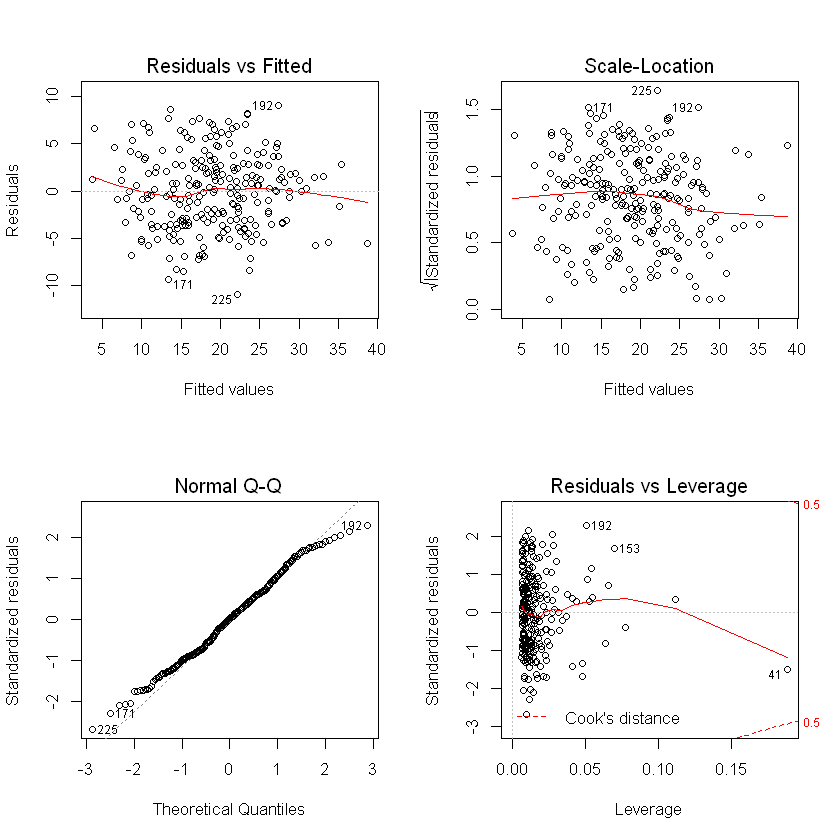 Residuals vs Fitted
Residuals
10
5
0
-5
-10
192
171
225
5 10 15 20 25 30 35 40
Fitted values
Scale-Location
√|Standardized residuals|
1.5
1.0
0.5
0.0
225
171
192
5 10 15 20 25 30 35 40
Fitted values
Normal Q-Q
Standardized residuals
2
1
0
-1
-2
192
171
225
-3 -2 -1 0 1 2 3
Theoretical Quantiles
Residuals vs Leverage
Standardized residuals
2
1
0
-1
-2
-3
192
153
41
0.5
0.5
Cook's distance
0.00 0.05 0.10 0.15
Leverage